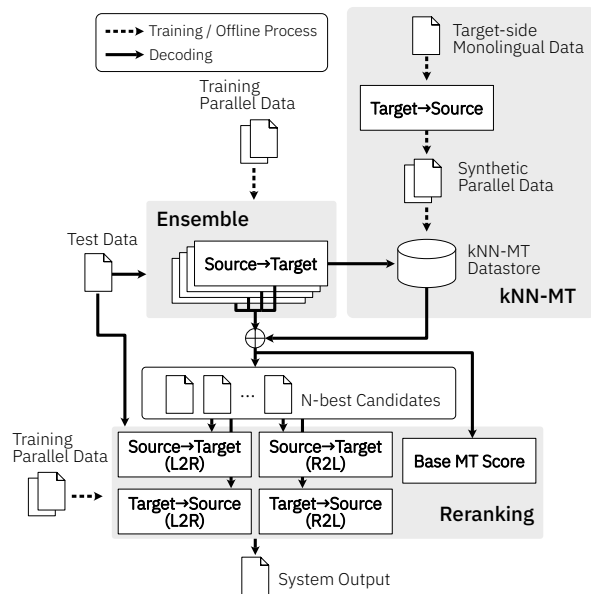 Training / Offline Process
Decoding
Target-side
Monolingual Data
Training
Parallel Data
Target→Source
Synthetic
Parallel Data
Ensemble
Test Data
Source→Target
kNN-MT
Datastore
kNN-MT
N-best Candidates
...
Training
Parallel Data
Source→Target
(L2R)
Source→Target
(R2L)
Base MT Score
Target→Source
(L2R)
Target→Source
(R2L)
Reranking
System Output